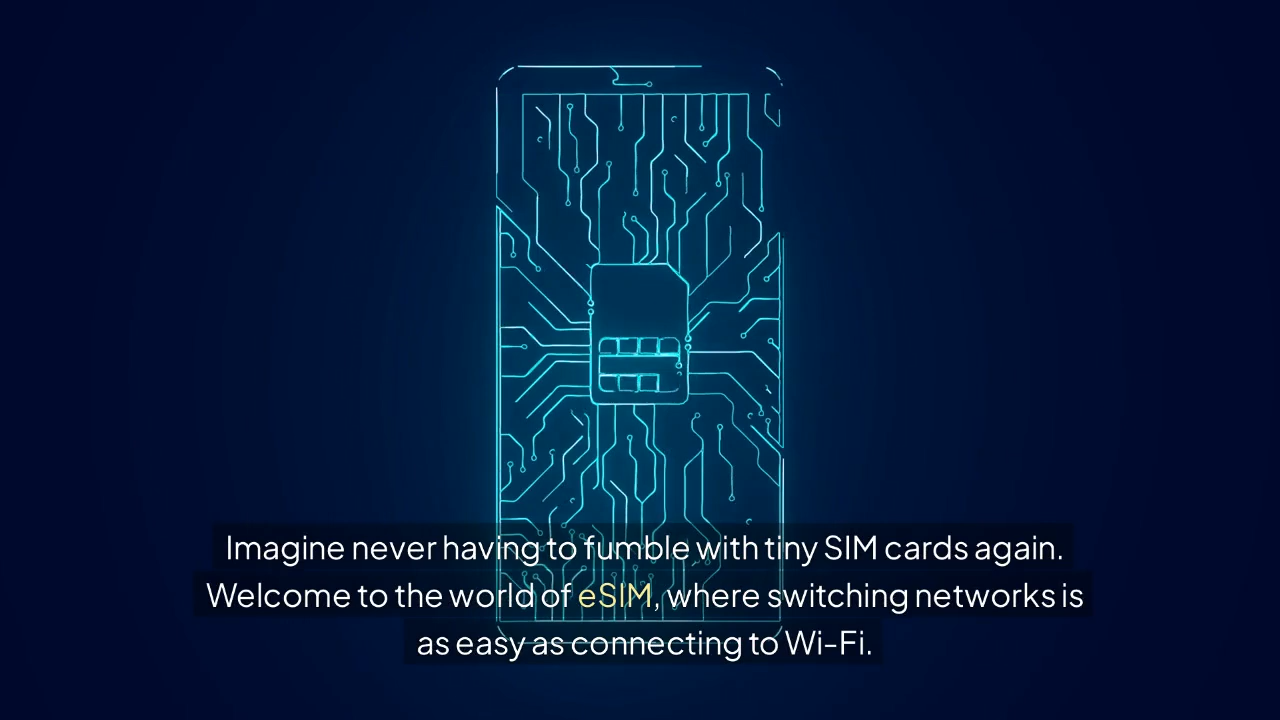 Imagine never having to fumble with tiny SIM cards again.
Welcome to the world of eSIM, where switching networks is
as easy as connecting to Wi-Fi.